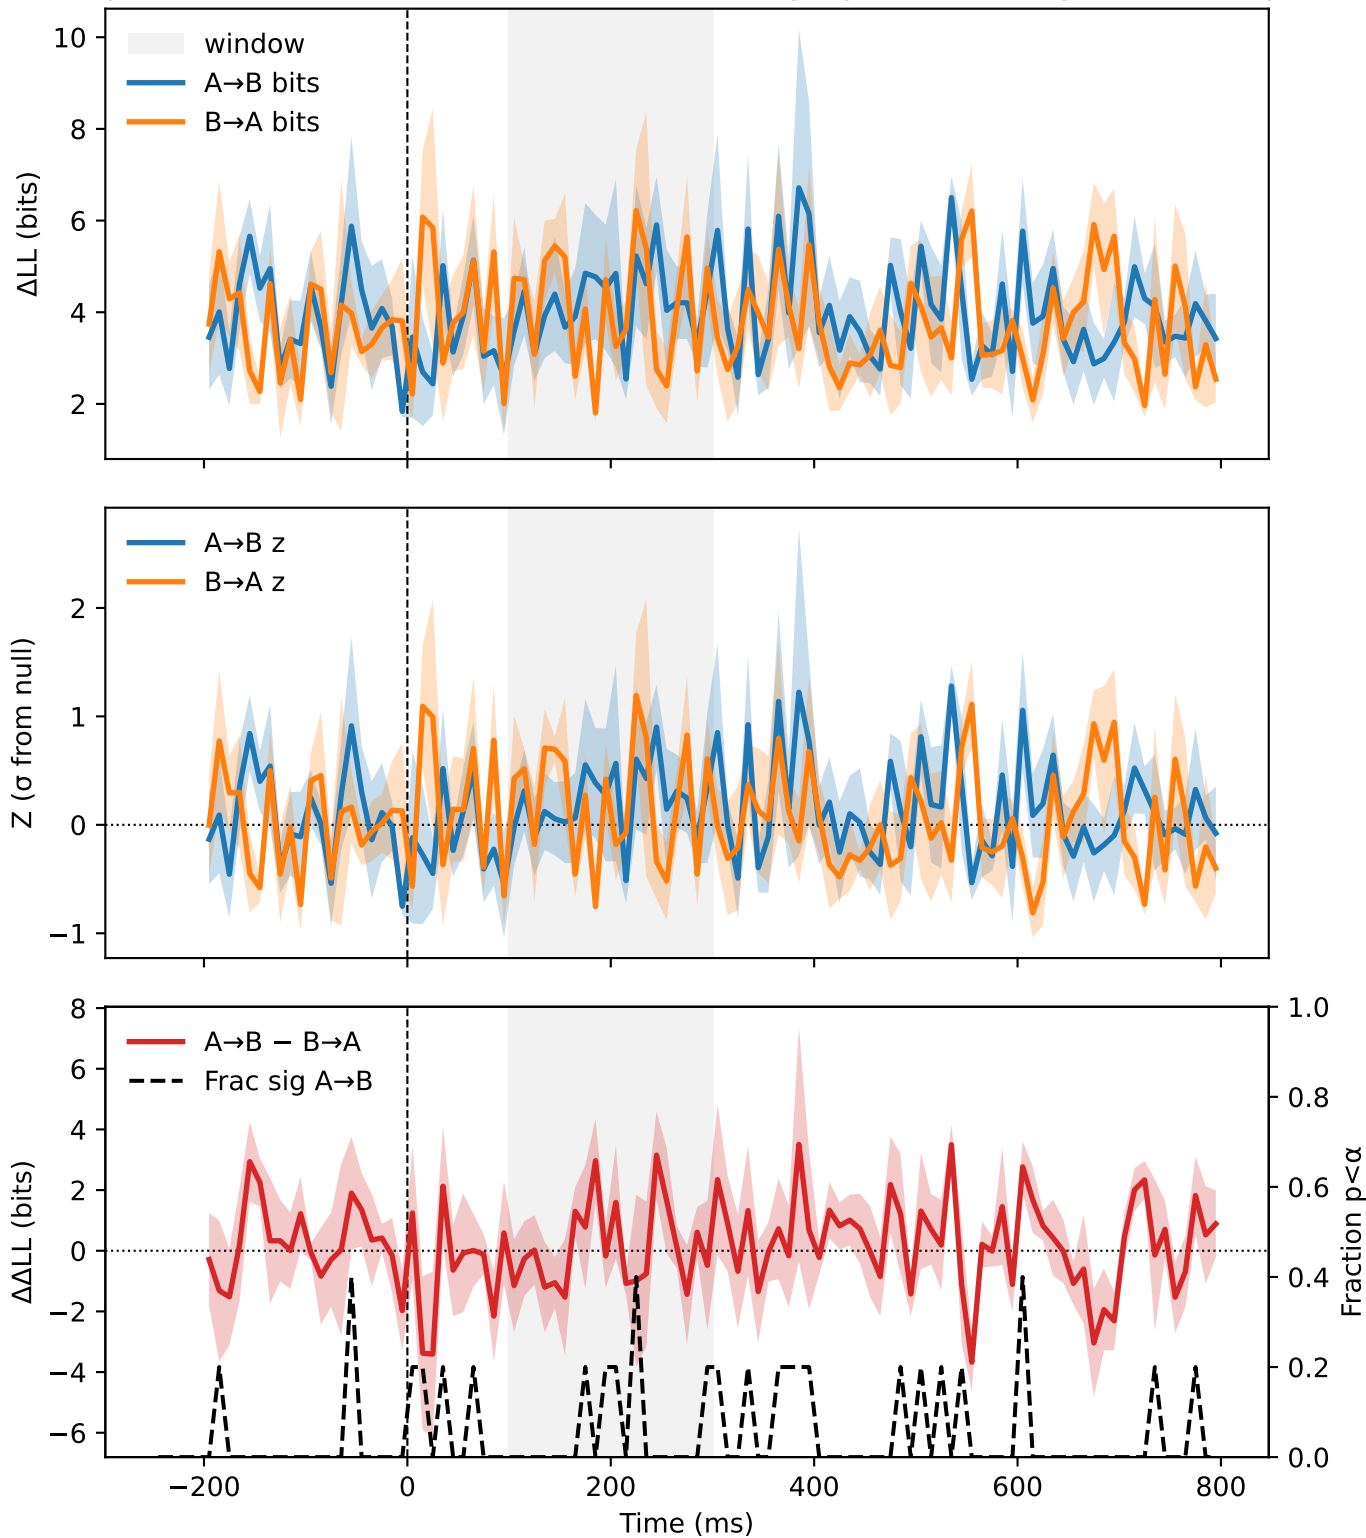 10
8
6
4
2
ΔLL (bits)
window
A→B bits
B→A bits
2
1
0
−1
Z (σ from null)
A→B z
B→A z
8
6
4
2
0
−2
−4
−6
ΔΔLL (bits)
A→B − B→A
Frac sig A→B
1.0
0.8
0.6
0.4
0.2
0.0
Fraction p<α
−200
0
200
400
600
800
Time (ms)